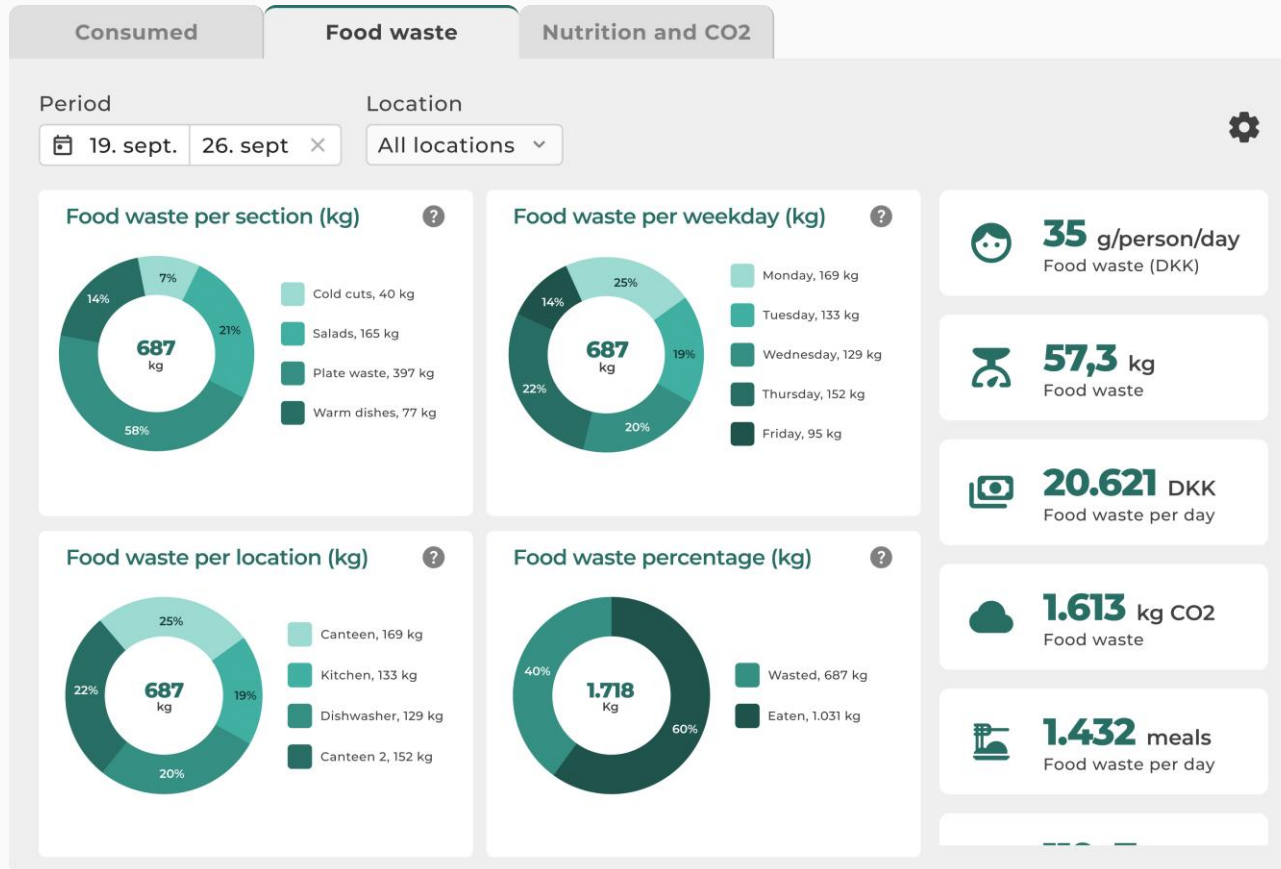 Consumed
Food waste
Nutrition and CO2
Period
Location
19. sept.
26. sept
All locations
Food waste per section (kg)
?
7%
14%
21%
58%
687
kg
Cold cuts, 40 kg
Salads, 165 kg
Plate waste, 397 kg
Warm dishes, 77 kg
Food waste per weekday (kg)
?
25%
14%
19%
22%
20%
687
kg
Monday, 169 kg
Tuesday, 133 kg
Wednesday, 129 kg
Thursday, 152 kg
Friday, 95 kg
35 g/person/day
Food waste (DKK)
57,3 kg
Food waste
20.621 DKK
Food waste per day
Food waste per location (kg)
?
25%
22%
19%
20%
687
kg
Canteen, 169 kg
Kitchen, 133 kg
Dishwasher, 129 kg
Canteen 2, 152 kg
Food waste percentage (kg)
?
40%
60%
1.718
Kg
Wasted, 687 kg
Eaten, 1.031 kg
1.613 kg CO2
Food waste
1.432 meals
Food waste per day